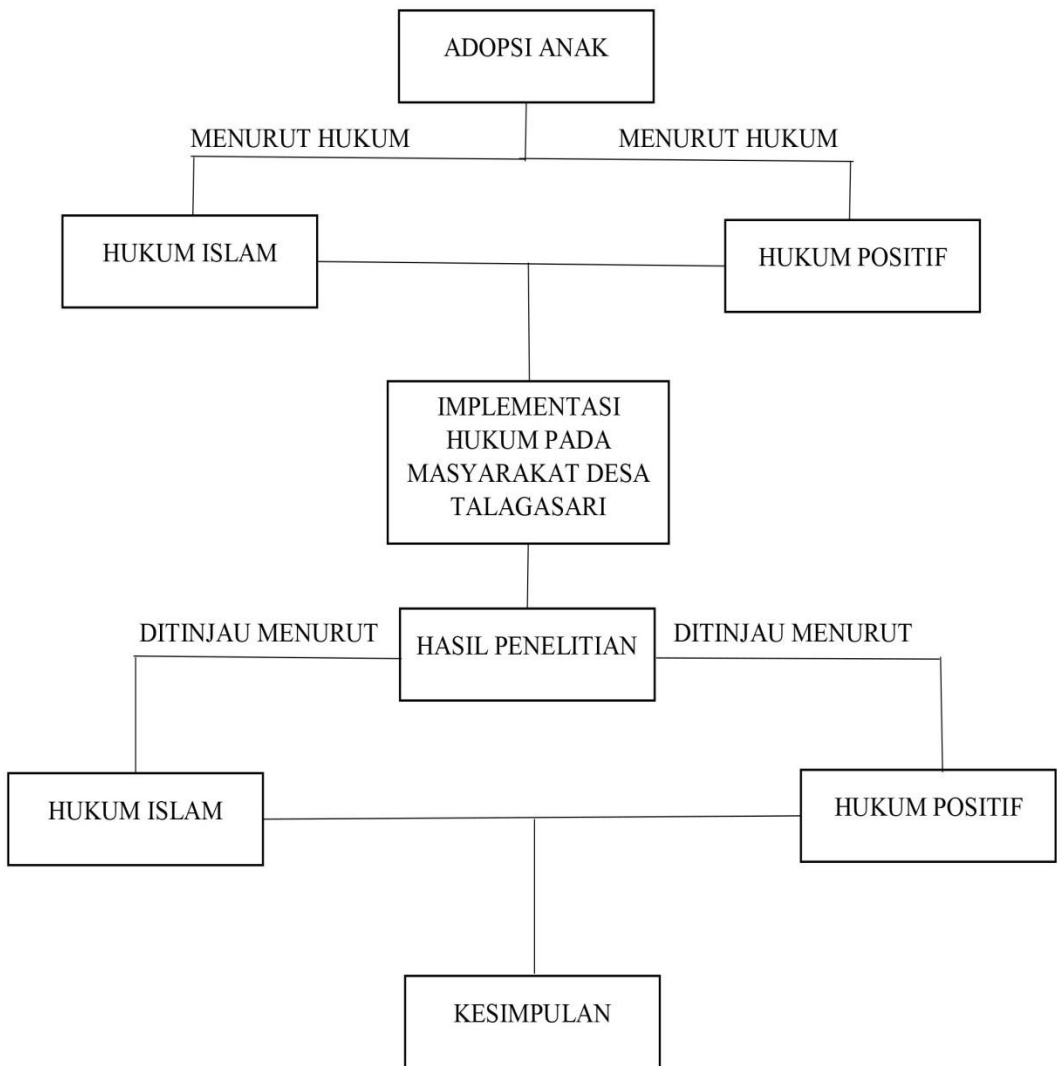 ADOPSI ANAK
MENURUT HUKUM
MENURUT HUKUM
HUKUM ISLAM
HUKUM POSITIF
IMPLEMENTASI
HUKUM PADA
MASYARAKAT DESA
TALAGASARI
DITINJAU MENURUT
HASIL PENELITIAN
DITINJAU MENURUT
HUKUM ISLAM
HUKUM POSITIF
KESIMPULAN